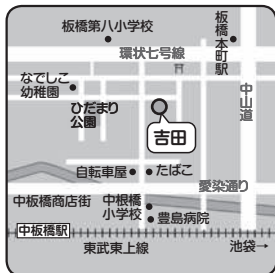 板橋第八小学校
板橋本町駅
環状七号線
なでしこ
幼稚園
ひだまり
公園
中山道
吉田
自転車屋
たばこ
愛染通り
中板橋商店街
中根橋
小学校
豊島病院
中板橋駅
東武東上線
池袋→